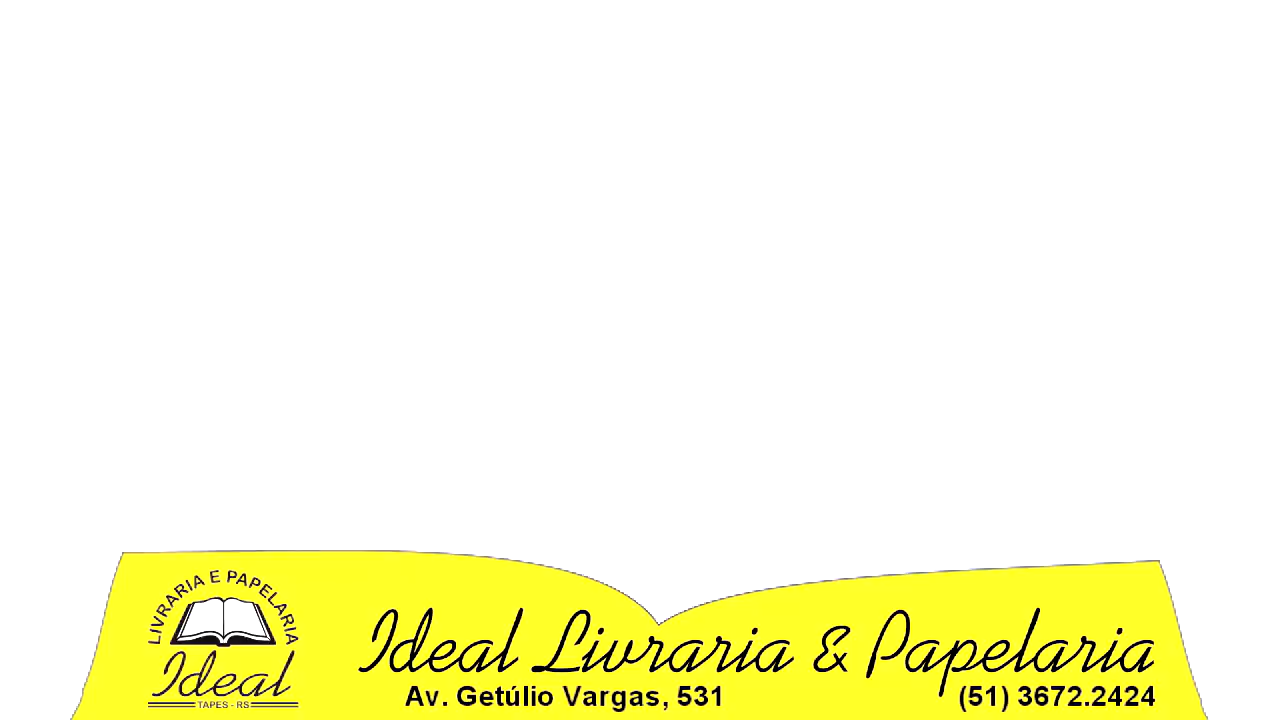 LIVRARIA E PAPELARIA
Ideal
TAPES - RS
Ideal Livraria & Papelaria
Av. Getúlio Vargas, 531
(51) 3672.2424